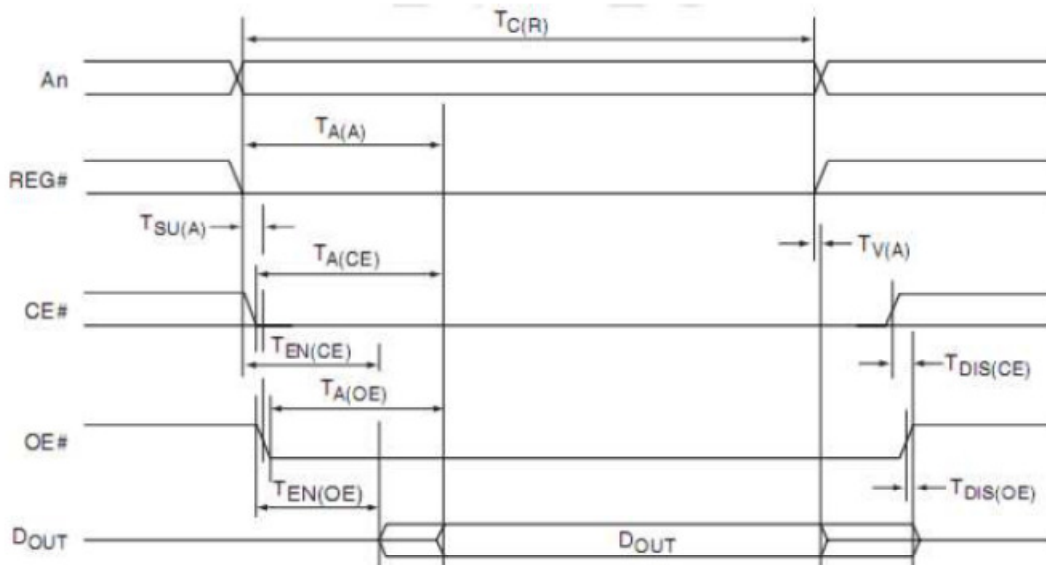 TC(R)
An
TA(A)
REG#
TSU(A)
TV(A)
TA(CE)
CE#
TEN(CE)
TDIS(CE)
TA(OE)
OE#
TEN(OE)
TDIS(OE)
DOUT
DOUT